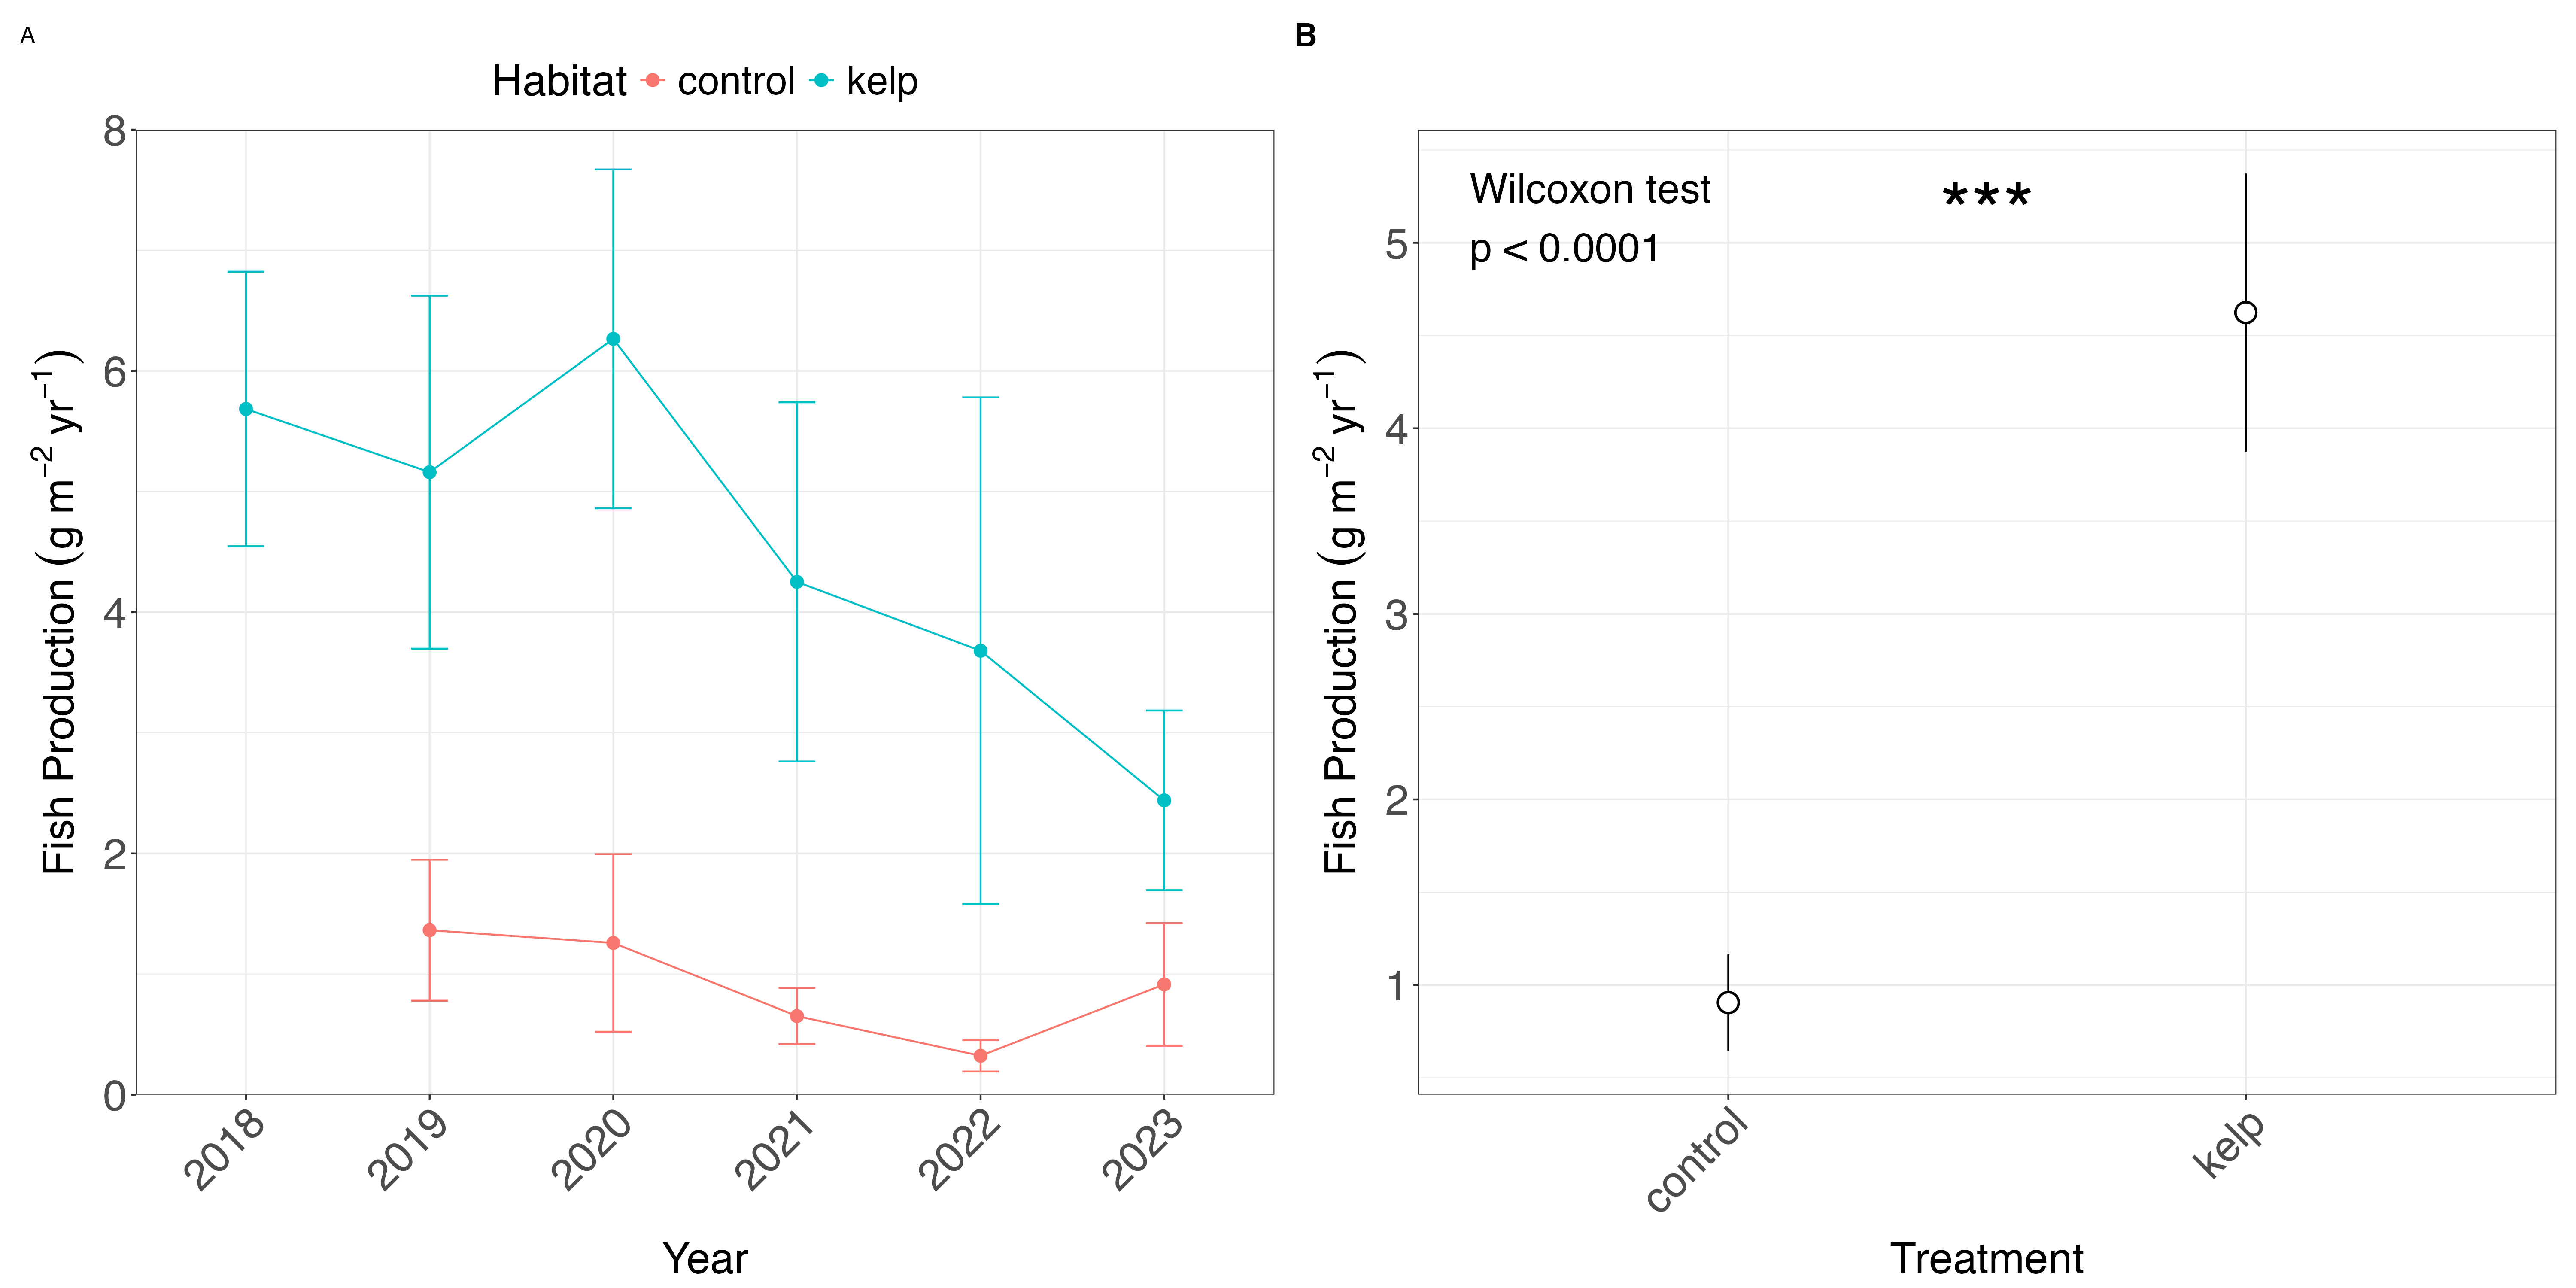 A
Habitat control kelp
8
6
4
2
0
Fish Production (g m⁻² yr⁻¹)
2018 2019 2020 2021 2022 2023
Year
B
Wilcoxon test
p < 0.0001
***
5
4
3
2
1
Fish Production (g m⁻² yr⁻¹)
control kelp
Treatment